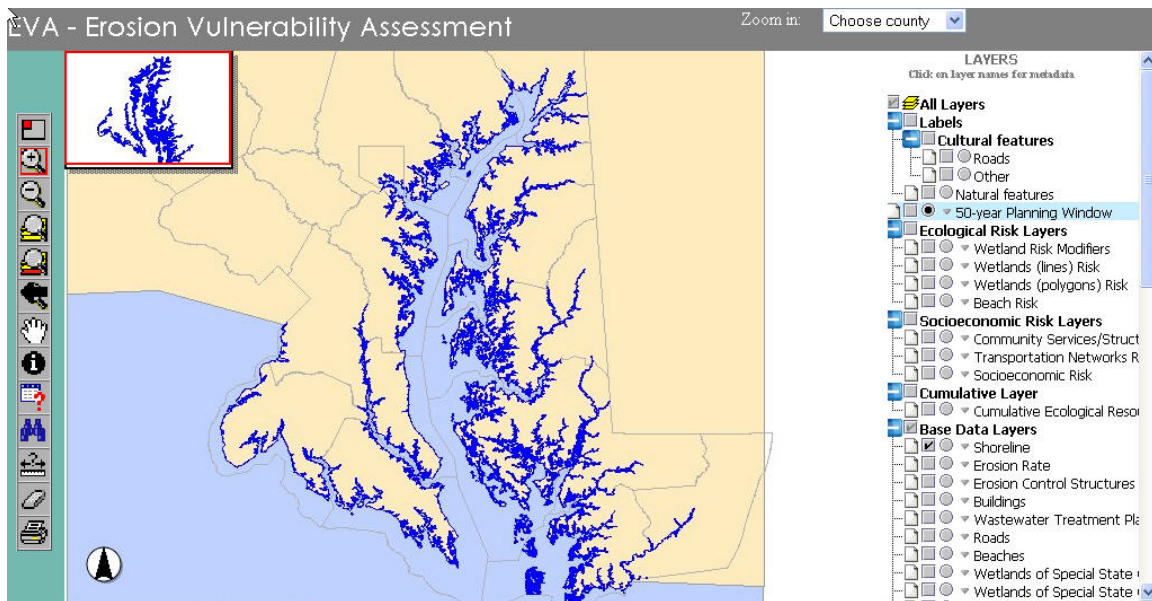 EVA - Erosion Vulnerability Assessment
Zoom in:
Choose county
LAYERS
Click on layer names for metadata
All Layers
Labels
Cultural features
Roads
Other
Natural features
50-year Planning Window
Ecological Risk Layers
Wetland Risk Modifiers
Wetlands (lines) Risk
Wetlands (polygons) Risk
Beach Risk
Socioeconomic Risk Layers
Community Services/Struct
Transportation Networks R
Socioeconomic Risk
Cumulative Layer
Cumulative Ecological Reso
Base Data Layers
Shoreline
Erosion Rate
Erosion Control Structures
Buildings
Wastewater Treatment Pla
Roads
Beaches
Wetlands of Special State
Wetlands of Special State